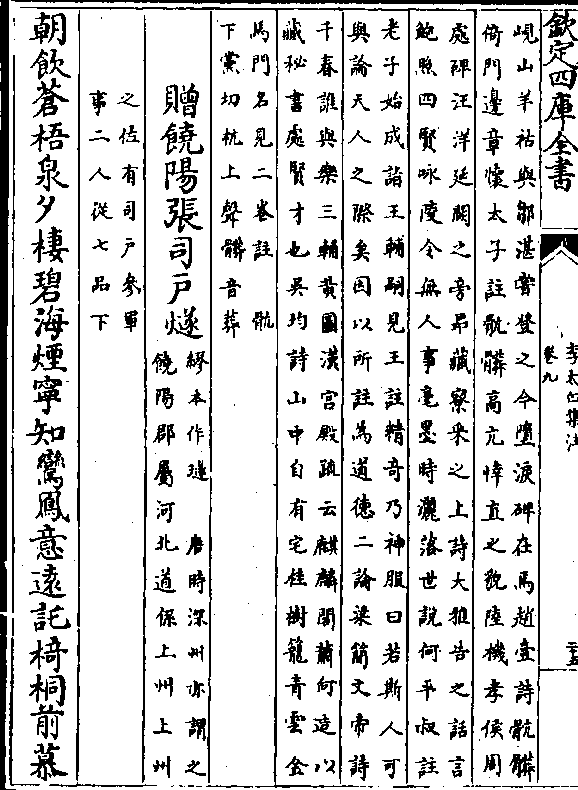 欽定四庫全書
李太白集注
卷九
二十五
峴山羊祜與鄒湛嘗登之今墮淚碑在焉趙壹詩骯髒
倚門邊章懷太子註骯髒高亢婞直之貌陸機孝侯周
處碑汪洋延闕之旁昂藏寮寀之上詩大雅告之話言
鮑照四賢咏陵令無人事毫墨時灑落世說何平叔註
老子始成詣王輔嗣見王註精奇乃神服曰若斯人可
與論天人之際矣因以所註為道德二論梁簡文帝詩
千春誰與樂三輔黃圖漢宮殿疏云麒麟閣蕭何造以
藏秘書處賢才也吳均詩山中自有宅桂樹籠青雲金
馬門名見二卷註 骯
下黨切杭上聲髒音葬
贈饒陽張司戶燧
繆本作璲 唐時深州亦謂之
饒陽郡屬河北道係上州上州
之佐有司戶參軍
事二人從七品下
朝飲蒼梧泉夕棲碧海煙寧知鸞鳳意遠託椅桐前慕